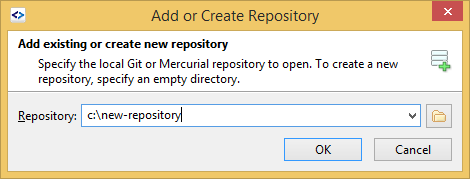 Add or Create Repository
Add existing or create new repository
Specify the local Git or Mercurial repository to open. To create a new
repository, specify an empty directory.
Repository: c:\new-repository
OK Cancel